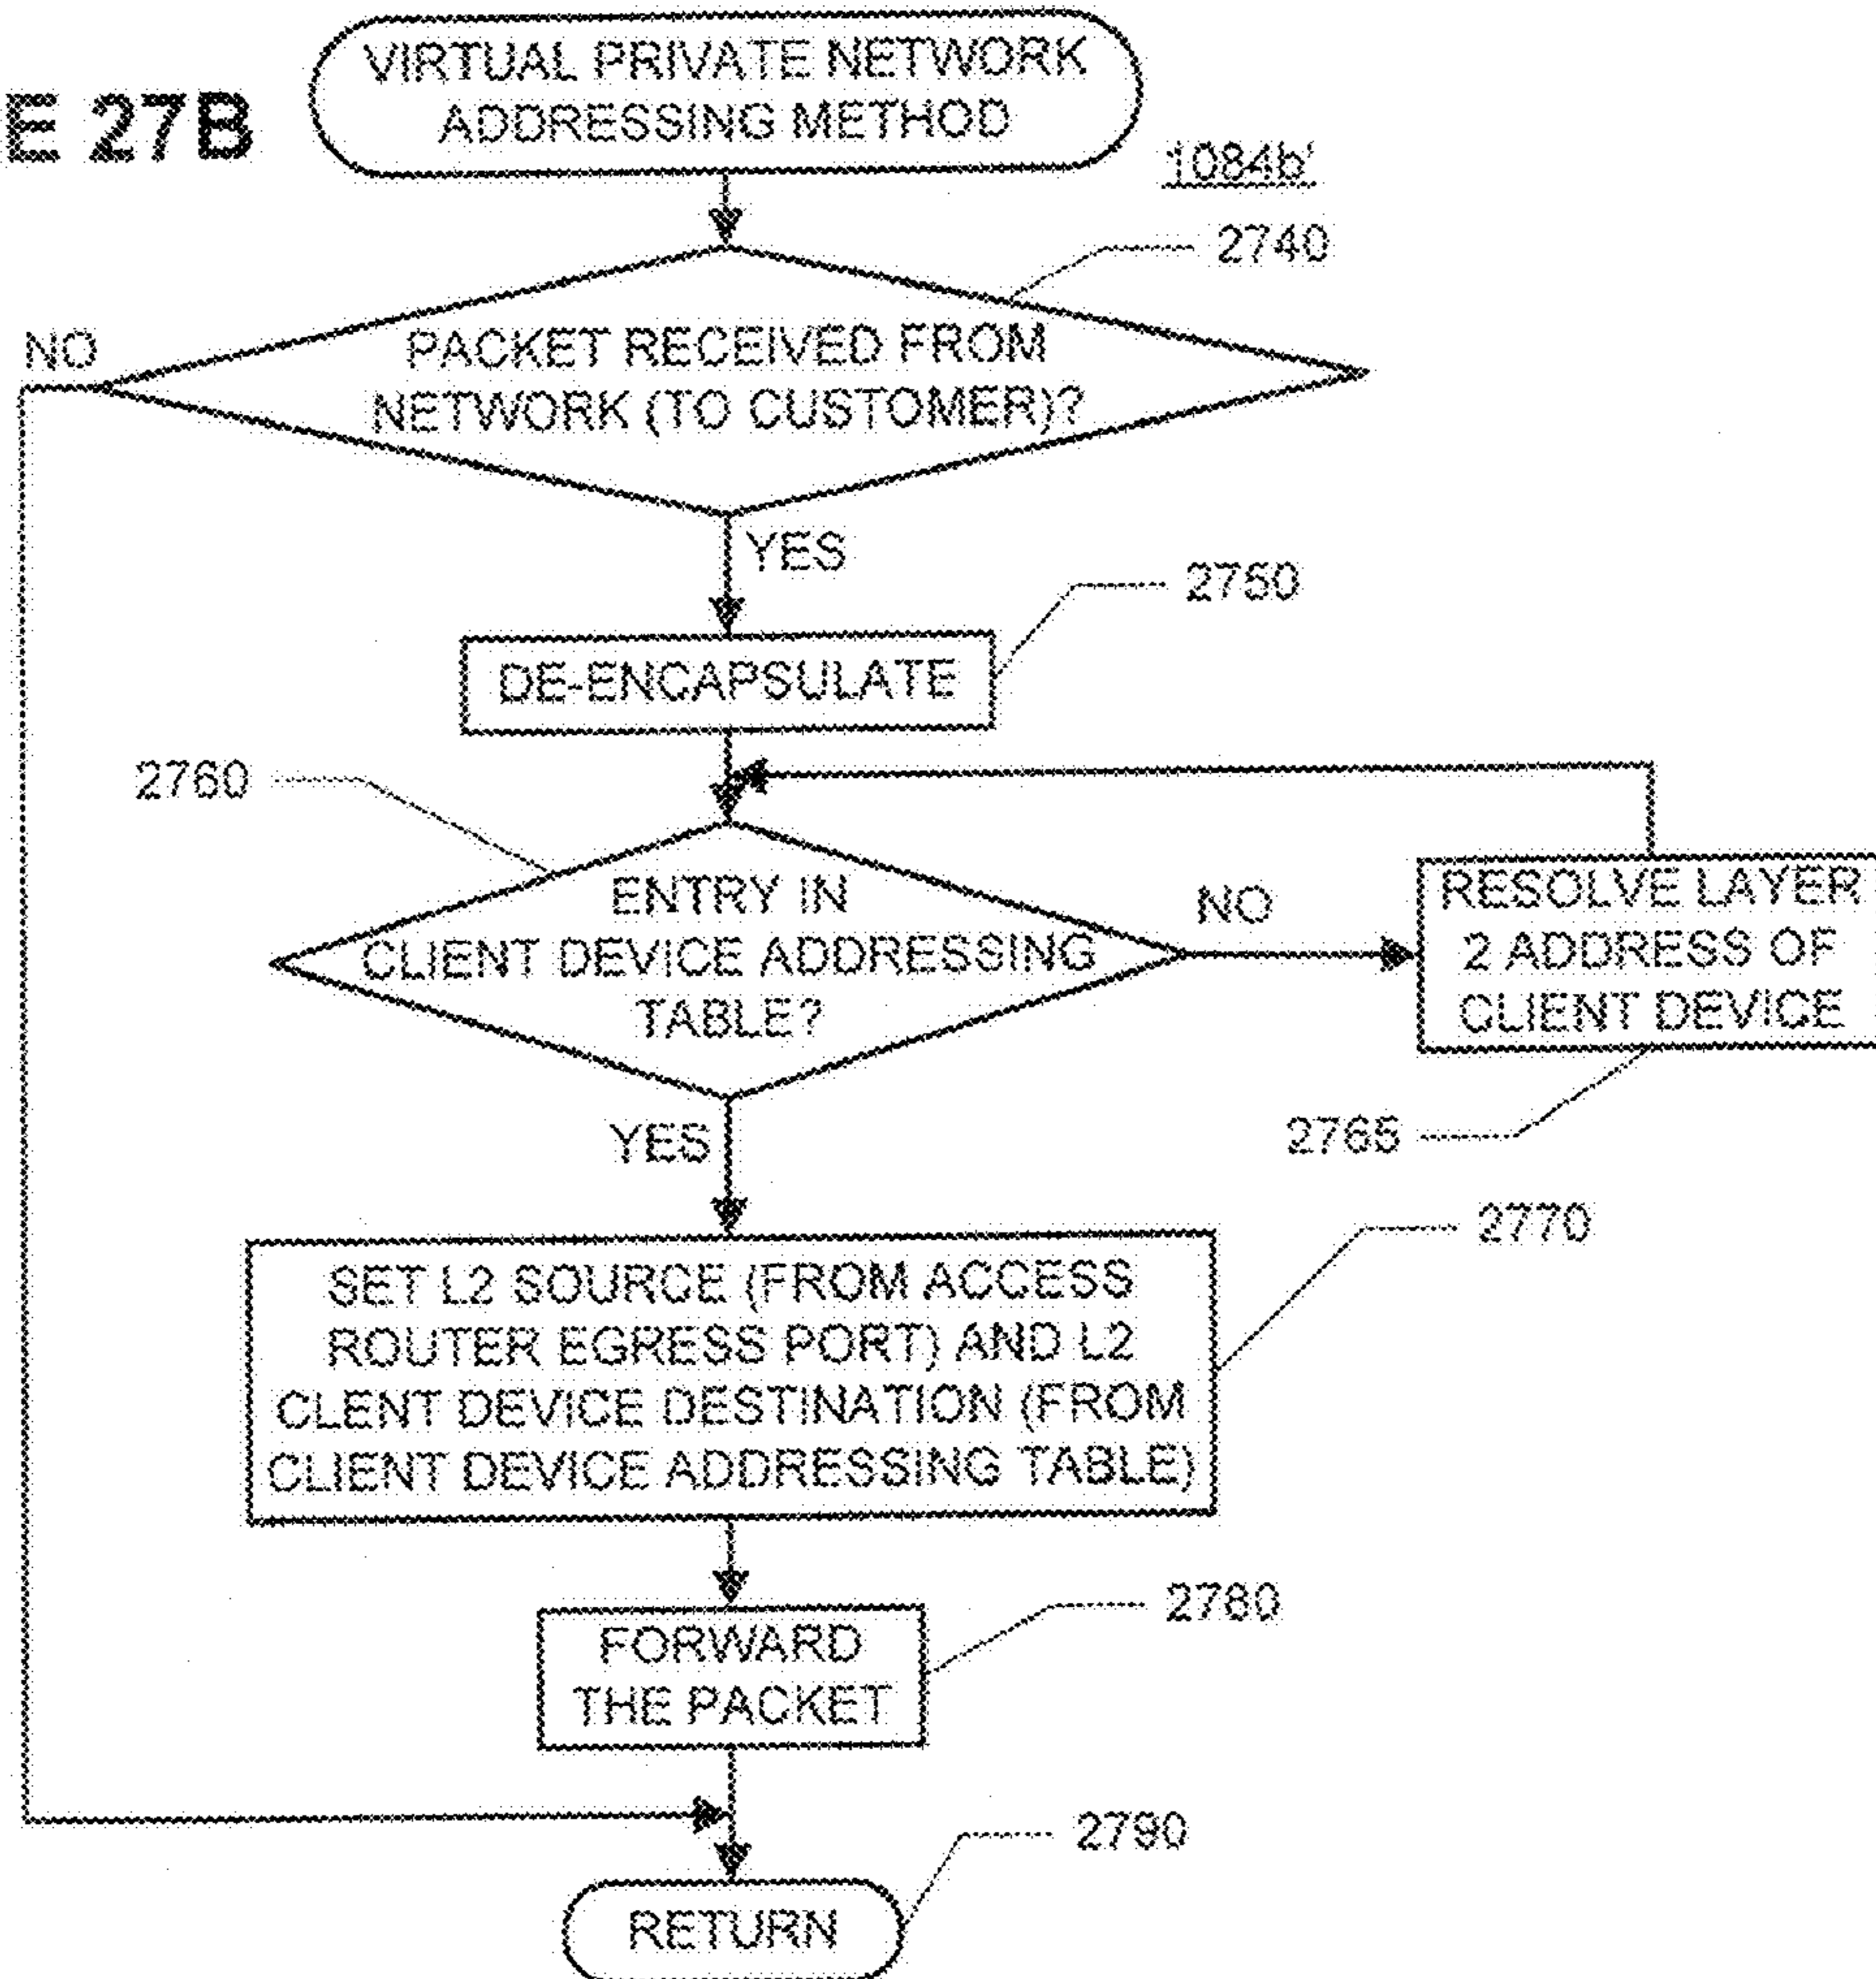 E 27B
VIRTUAL PRIVATE NETWORK
ADDRESSING METHOD
1084b'
2740
NO
PACKET RECEIVED FROM
NETWORK (TO CUSTOMER)?
YES
2750
DE-ENCAPSULATE
2760
ENTRY IN
CLIENT DEVICE ADDRESSING
TABLE?
NO
RESOLVE LAYER
2 ADDRESS OF
CLIENT DEVICE
YES
2765
2770
SET L2 SOURCE (FROM ACCESS
ROUTER EGRESS PORT) AND L2
CLENT DEVICE DESTINATION (FROM
CLIENT DEVICE ADDRESSING TABLE)
2780
FORWARD
THE PACKET
2790
RETURN